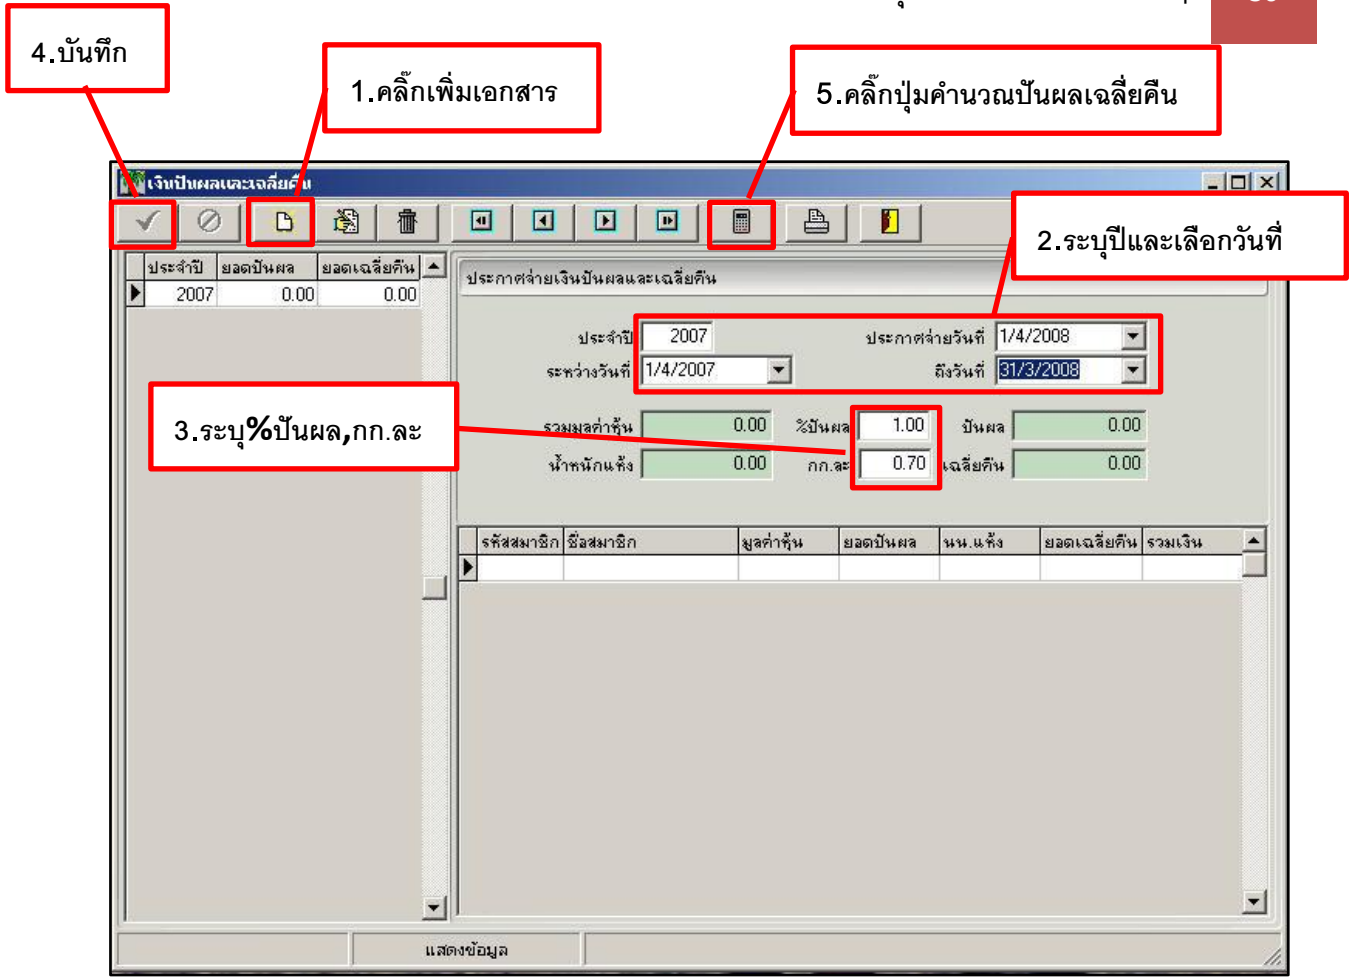 4.บันทึก
1.คลิ๊กเพิ่มเอกสาร
5.คลิ๊กปุ่มคำนวณปันผลเฉลี่ยคืน
เงินปันผลและเฉลี่ยคืน
2.ระบุปีและเลือกวันที่
ประจำปี ยอดปันผล ยอดเฉลี่ยคืน
2007 0.00 0.00
ประกาศจ่ายเงินปันผลและเฉลี่ยคืน
ประจำปี 2007 ประกาศจ่ายวันที่ 1/4/2008
ระหว่างวันที่ 1/4/2007 ถึงวันที่ 31/3/2008
3.ระบุ%ปันผล,กก.ละ
รวมมูลค่าหุ้น 0.00 %ปันผล 1.00 ปันผล 0.00
น้ำหนักแห้ง 0.00 กก.ละ 0.70 เฉลี่ยคืน 0.00
รหัสสมาชิก ชื่อสมาชิก มูลค่าหุ้น ยอดปันผล นน.แห้ง ยอดเฉลี่ยคืน รวมเงิน
แสดงข้อมูล